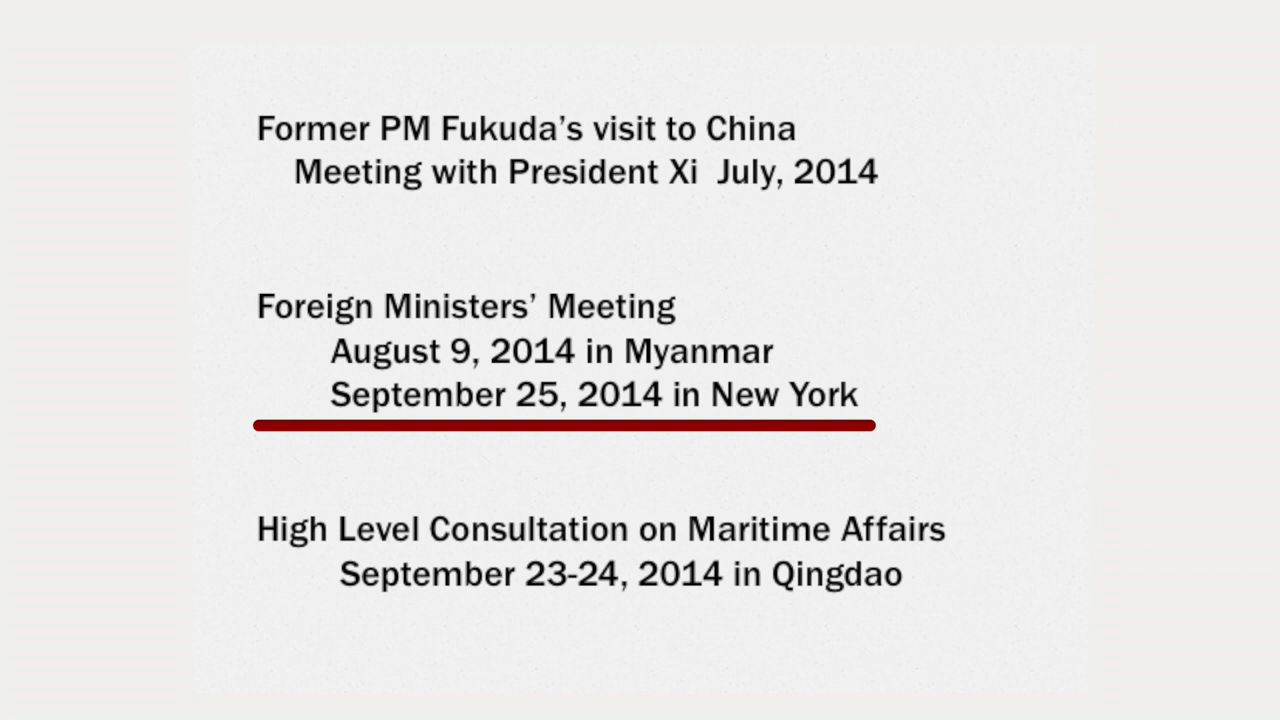 Former PM Fukuda’s visit to China
Meeting with President Xi  July, 2014
Foreign Ministers’ Meeting
August 9, 2014 in Myanmar
September 25, 2014 in New York
High Level Consultation on Maritime Affairs
September 23-24, 2014 in Qingdao